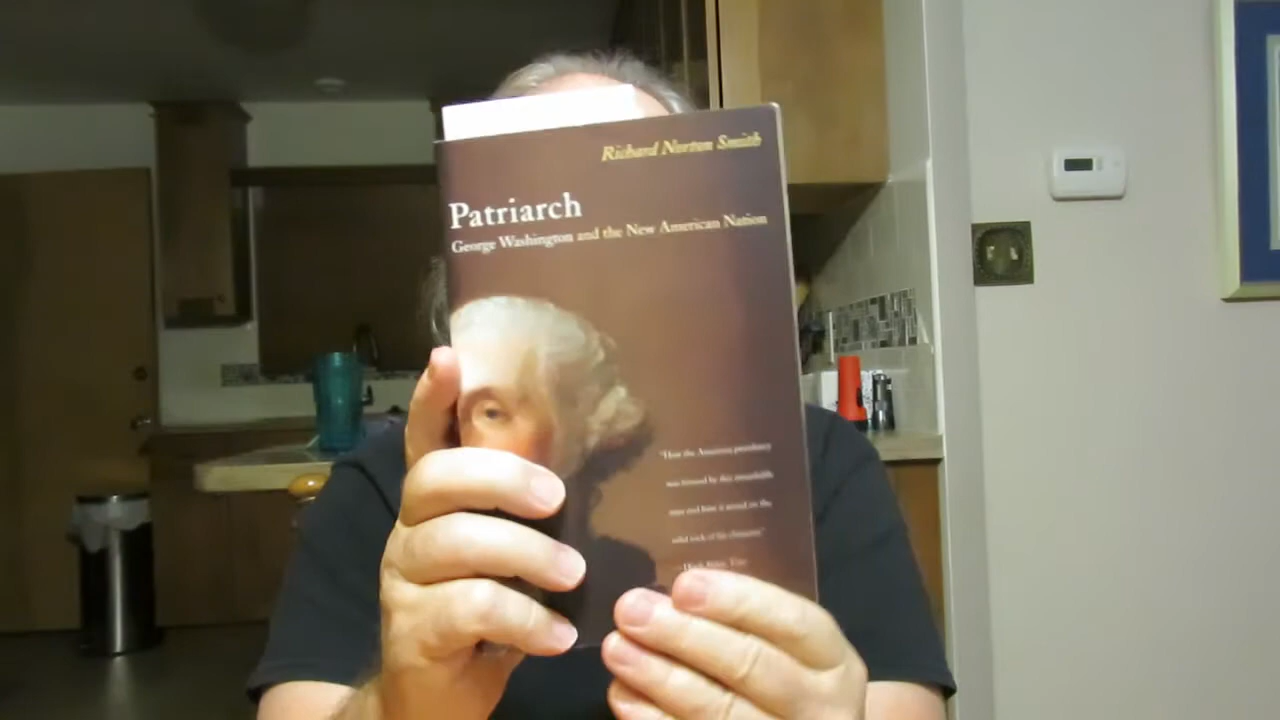 Richard Norton Smith
Patriarch
George Washington and the New American Nation
"How the American presidency
was formed by this remarkable
man and how it stood on the
solid rock of his character."